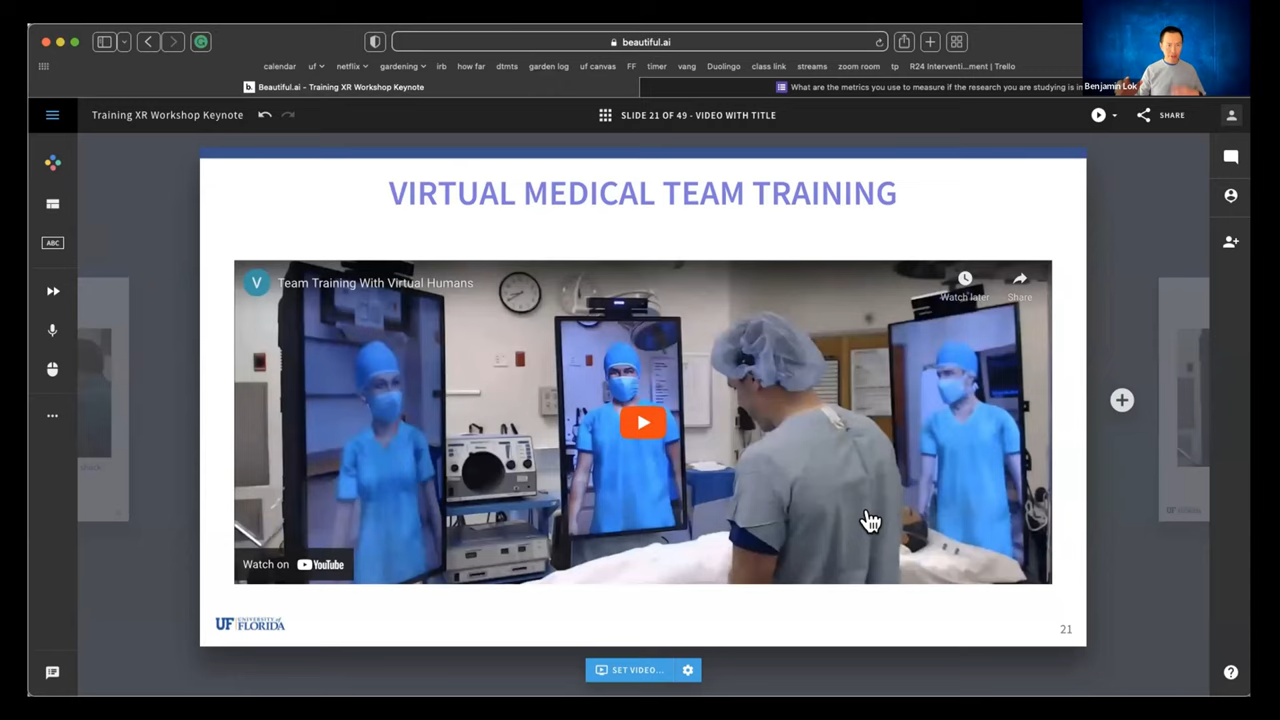 beautiful.ai
calendar uf netflix gardening irb how far dtmts garden log uf canvas FF timer vang Duolingo class link streams zoom room tp R24 Interventi...ment | Trello
b. Beautiful.ai - Training XR Workshop Keynote
What are the metrics you use to measure if the research you are studying is in
Benjamin Lok
Training XR Workshop Keynote
SLIDE 21 OF 49 - VIDEO WITH TITLE
SHARE
ABC
VIRTUAL MEDICAL TEAM TRAINING
V Team Training With Virtual Humans
Watch later
Share
shack.
Watch on YouTube
UF UNIVERSITY of FLORIDA
21
SET VIDEO...